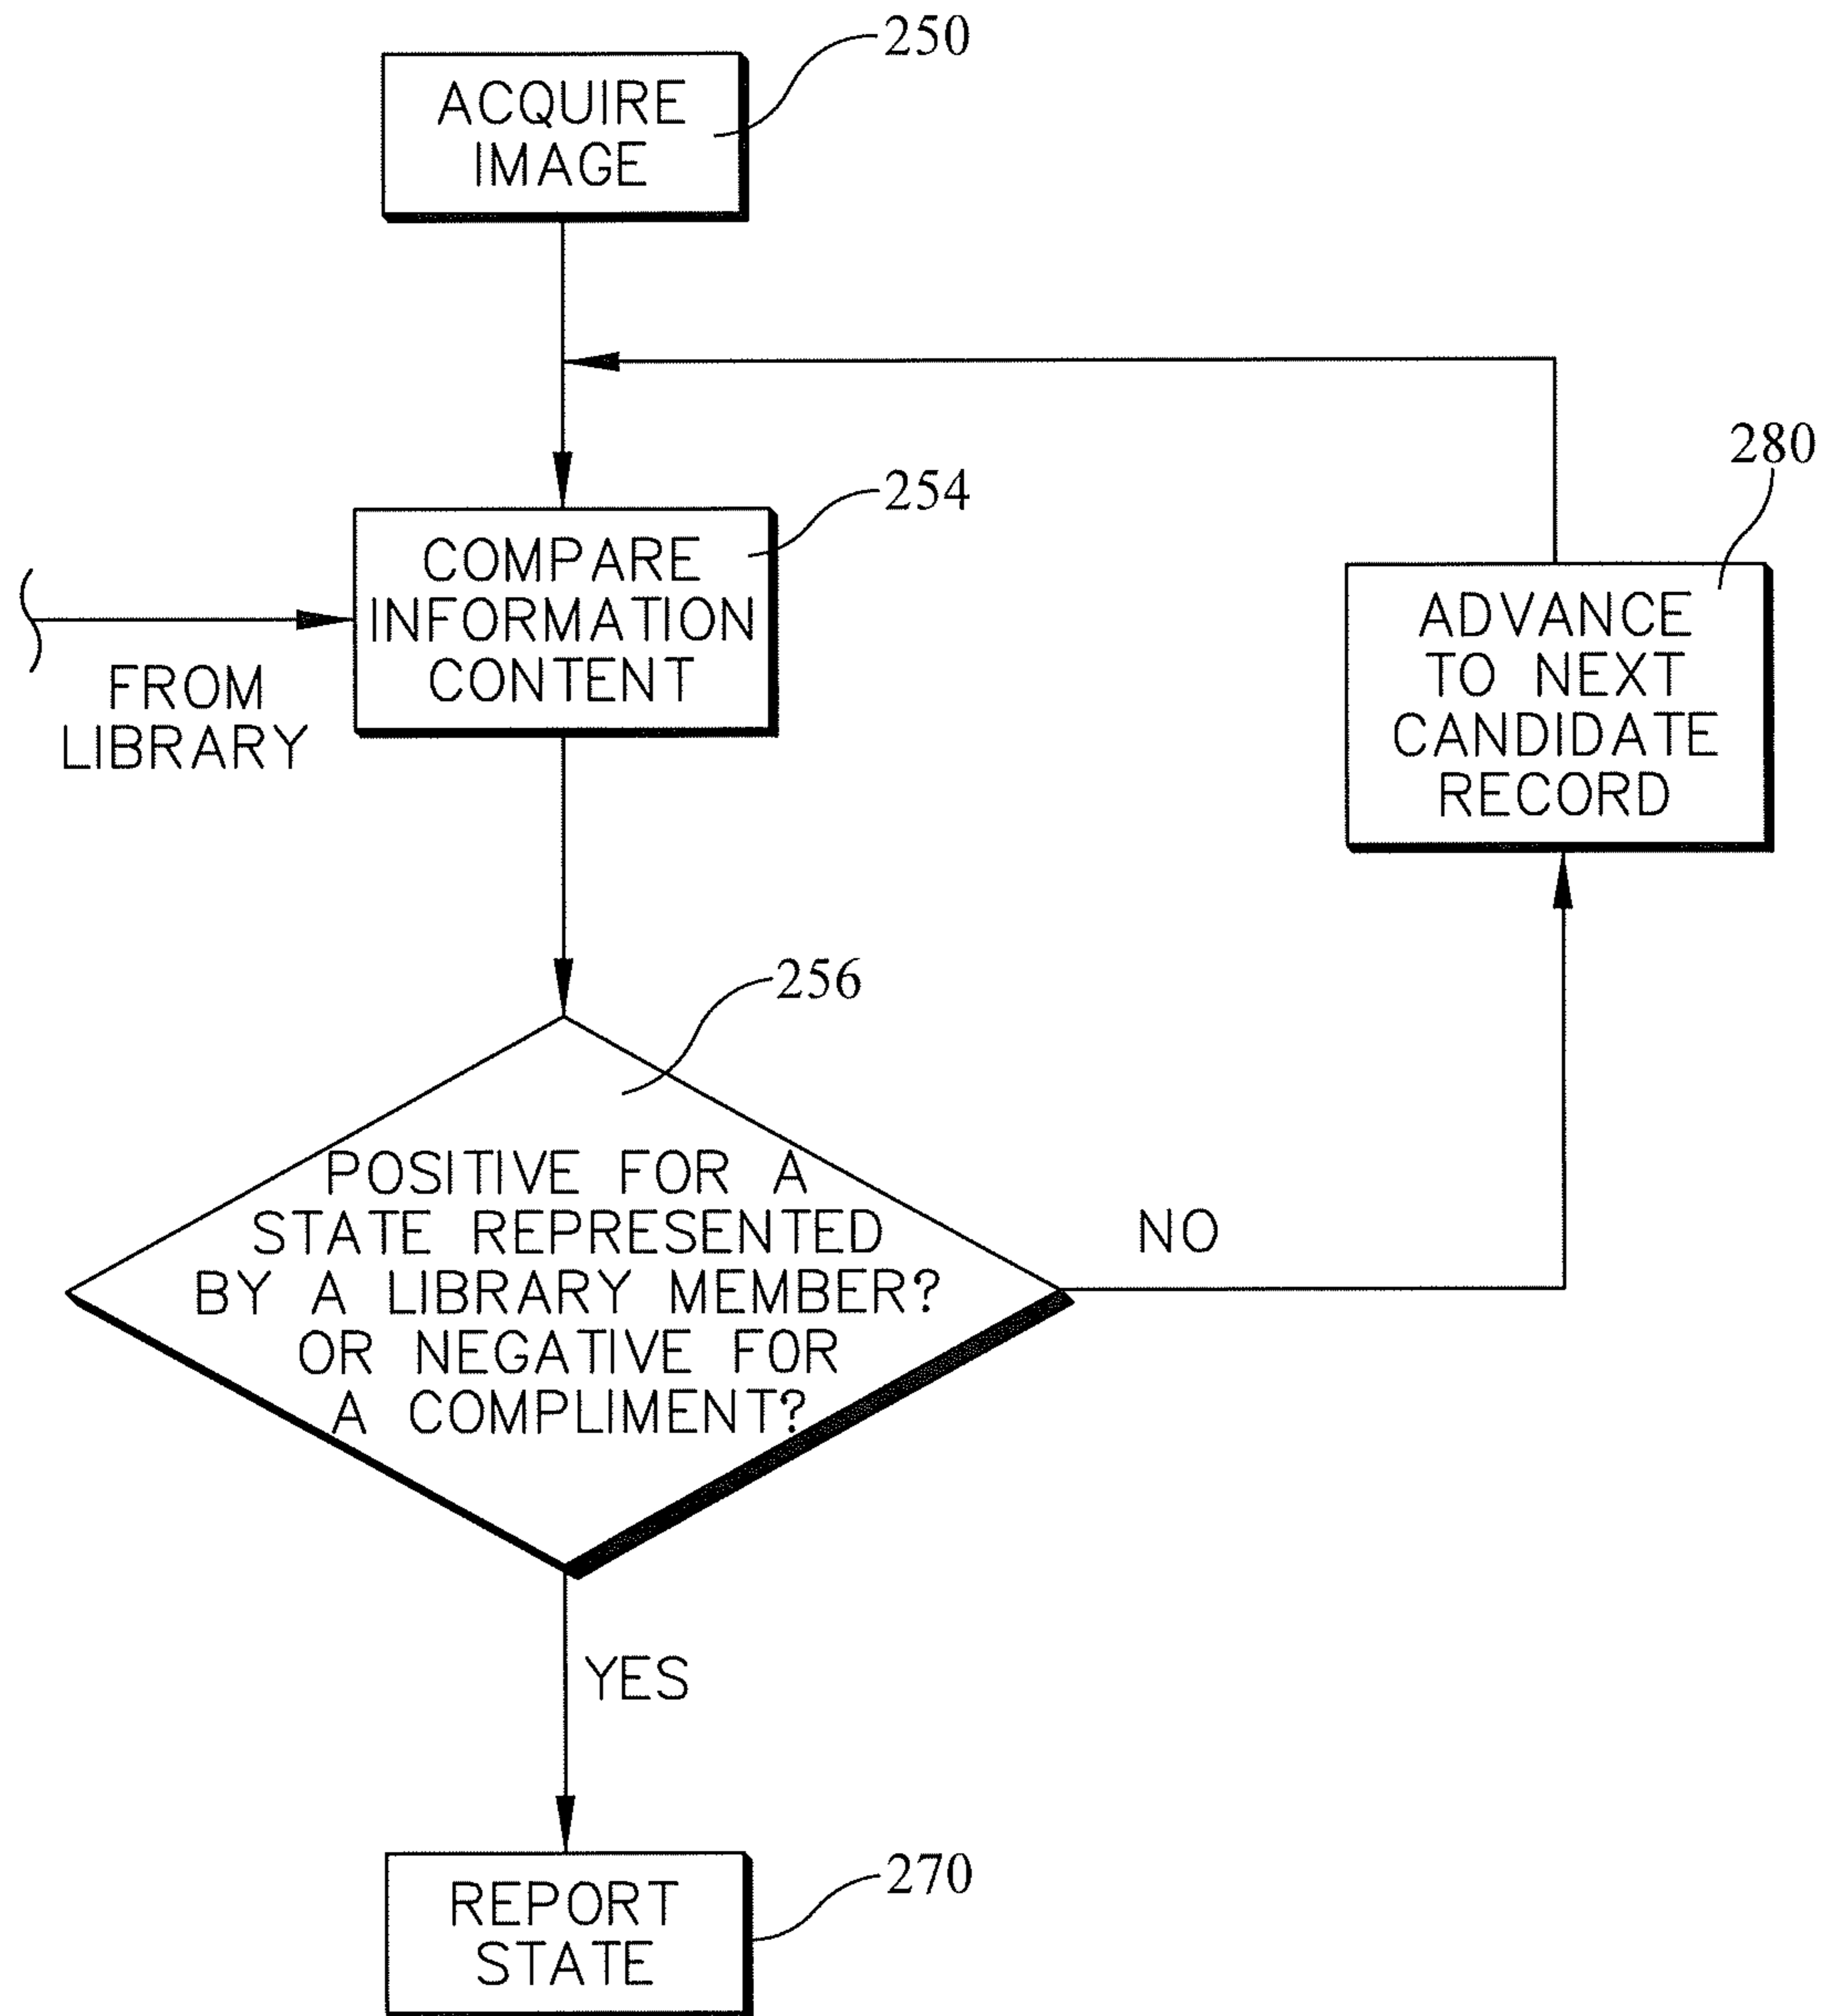 250
ACQUIRE
IMAGE
280
254
COMPARE
INFORMATION
CONTENT
FROM
LIBRARY
ADVANCE
TO NEXT
CANDIDATE
RECORD
256
POSITIVE FOR A
STATE REPRESENTED
BY A LIBRARY MEMBER?
OR NEGATIVE FOR
A COMPLIMENT?
NO
YES
270
REPORT
STATE